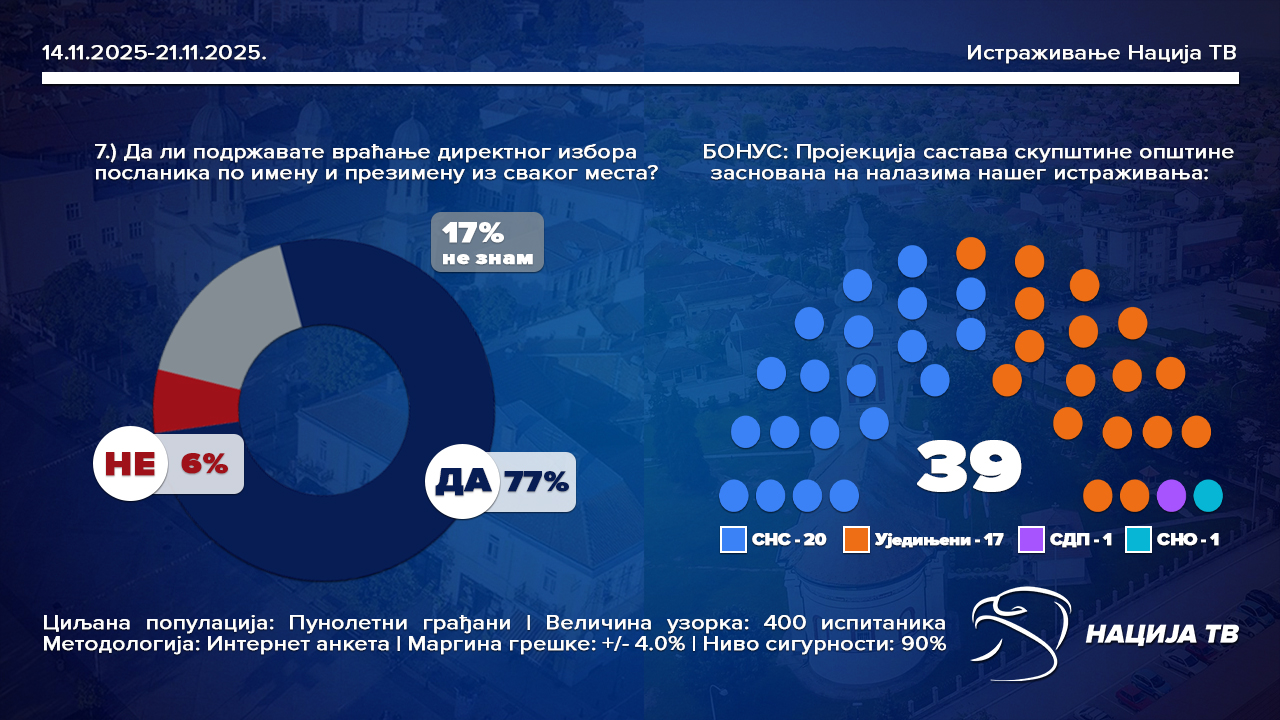 14.11.2025-21.11.2025.
Истраживање Нација ТВ
7.) Да ли подржавате враћање директног избора
посланика по имену и презимену из сваког места?
17%
не знам
НЕ 6%
ДА 77%
БОНУС: Пројекција састава скупштине општине
заснована на налазима нашег истраживања:
39
СНС - 20 Уједињени - 17 СДП - 1 СНО - 1
Циљана популација: Пунолетни грађани | Величина узорка: 400 испитаника
Методологија: Интернет анкета | Маргина грешке: +/- 4.0% | Ниво сигурности: 90%
НАЦИЈА ТВ